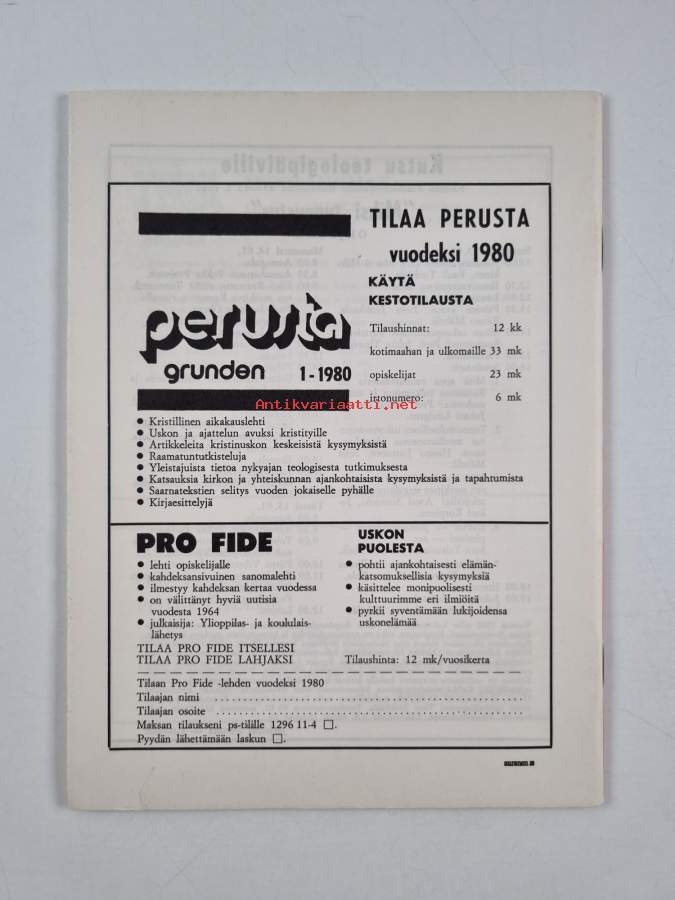 Kutsu teologipäiville
TILAA PERUSTA
vuodeksi 1980
KÄYTÄ
KESTOTILAUSTA
perusta
grunden 1-1980
Tilaushinnat: 12 kk
kotimaahan ja ulkomaille 33 mk
opiskelijat 23 mk
irtonumero: 6 mk
Antikvariaatti.net
● Kristillinen aikakauslehti
● Uskon ja ajattelun avuksi kristityille
● Artikkeleita kristinuskon keskeisistä kysymyksistä
● Raamatuntutkisteluja
● Yleistajuista tietoa nykyajan teologisesta tutkimuksesta
● Katsauksia kirkon ja yhteiskunnan ajankohtaisista kysymyksistä ja tapahtumista
● Saarnatekstien selitys vuoden jokaiselle pyhälle
● Kirjaesittelyjä
PRO FIDE
● lehti opiskelijalle
● kahdeksansivuinen sanomalehti
● ilmestyy kahdeksan kertaa vuodessa
● on välittänyt hyviä uutisia
vuodesta 1964
● julkaisija: Ylioppilas- ja koululais-
lähetys
USKON
PUOLESTA
● pohtii ajankohtaisesti elämän-
katsomuksellisia kysymyksiä
● käsittelee monipuolisesti
kulttuurimme eri ilmiöitä
● pyrkii syventämään lukijoidensa
uskonelämää
TILAA PRO FIDE ITSELLESI
TILAA PRO FIDE LAHJAKSI Tilaushinta: 12 mk/vuosikerta
Tilaan Pro Fide -lehden vuodeksi 1980
Tilaajan nimi
Tilaajan osoite
Maksan tilaukseni ps-tilille 1296 11-4 □.
Pyydän lähettämään laskun □.